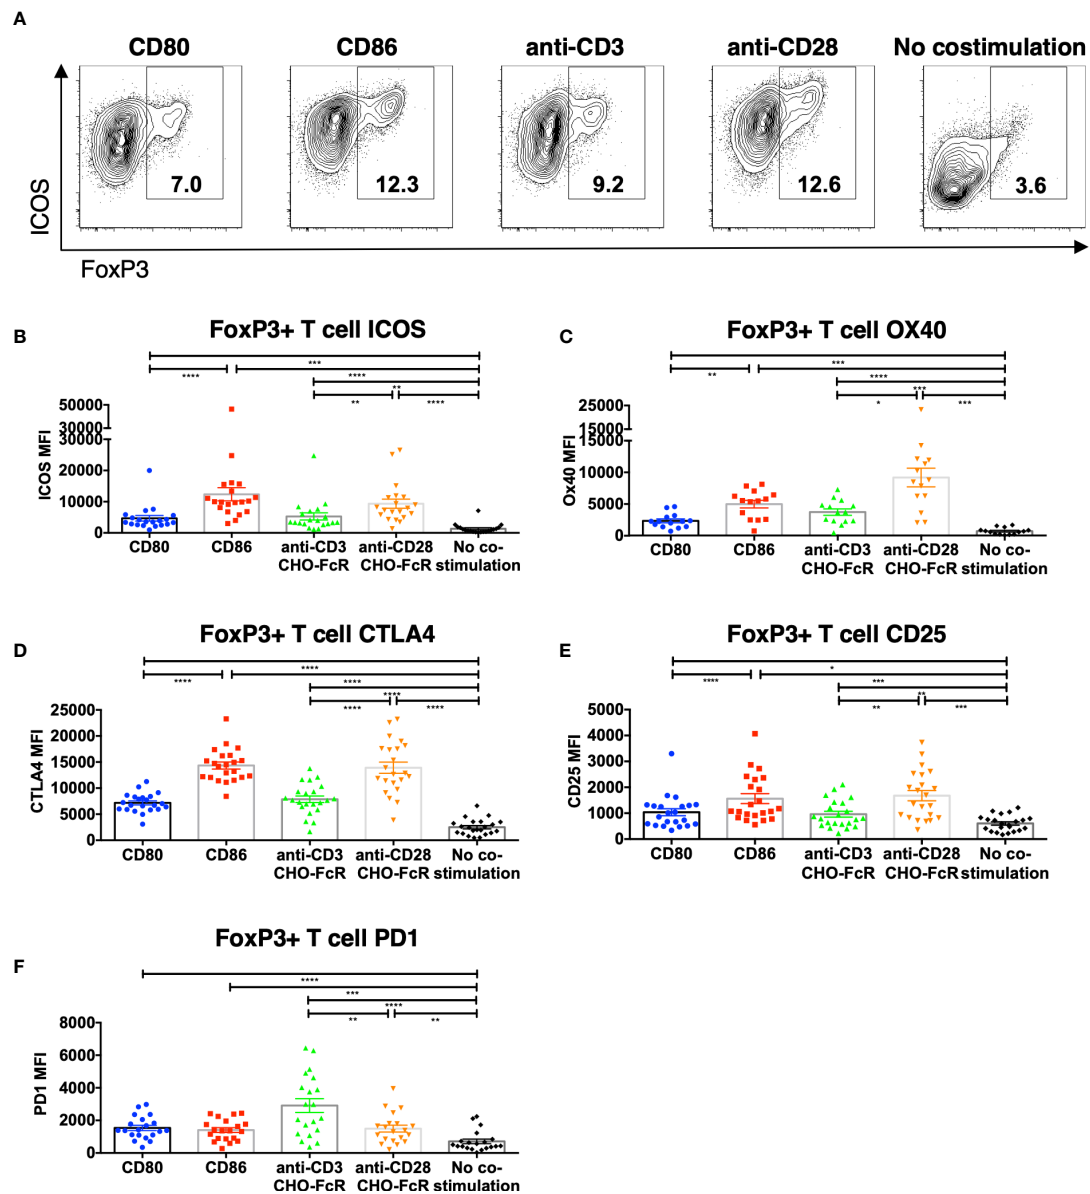 A
CD80 CD86 anti-CD3 anti-CD28 No costimulation
ICOS
7.0 12.3 9.2 12.6 3.6
FoxP3
B
FoxP3+ T cell ICOS
***
****
****
**
** ****
ICOS MFI
50000
30000
30000
20000
10000
0
CD80 CD86 anti-CD3 anti-CD28 No co-
CHO-FcR CHO-FcR stimulation
C
FoxP3+ T cell OX40
***
**
****
***
* ***
Ox40 MFI
25000
15000
15000
10000
5000
0
CD80 CD86 anti-CD3 anti-CD28 No co-
CHO-FcR CHO-FcR stimulation
D
FoxP3+ T cell CTLA4
****
****
****
****
**** ****
CTLA4 MFI
25000
20000
15000
10000
5000
0
CD80 CD86 anti-CD3 anti-CD28 No co-
CHO-FcR CHO-FcR stimulation
E
FoxP3+ T cell CD25
*
****
***
**
** ***
CD25 MFI
5000
4000
3000
2000
1000
0
CD80 CD86 anti-CD3 anti-CD28 No co-
CHO-FcR CHO-FcR stimulation
F
FoxP3+ T cell PD1
****
***
****
** **
PD1 MFI
8000
6000
4000
2000
0
CD80 CD86 anti-CD3 anti-CD28 No co-
CHO-FcR CHO-FcR stimulation